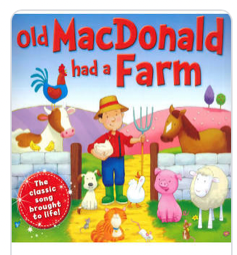 Old MacDonald
had a Farm
The
classic
song
brought
to life!